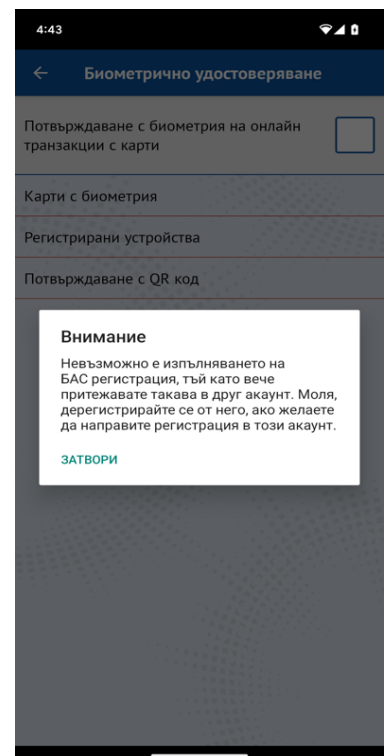 4:43
Биометрично удостоверяване
Потвърждаване с биометрия на онлайн
транзакции с карти
Карти с биометрия
Регистрирани устройства
Потвърждаване с QR код
Внимание
Невъзможно е изпълняването на
БАС регистрация, тъй като вече
притежавате такава в друг акаунт. Моля,
дерегистрирайте се от него, ако желаете
да направите регистрация в този акаунт.
ЗАТВОРИ